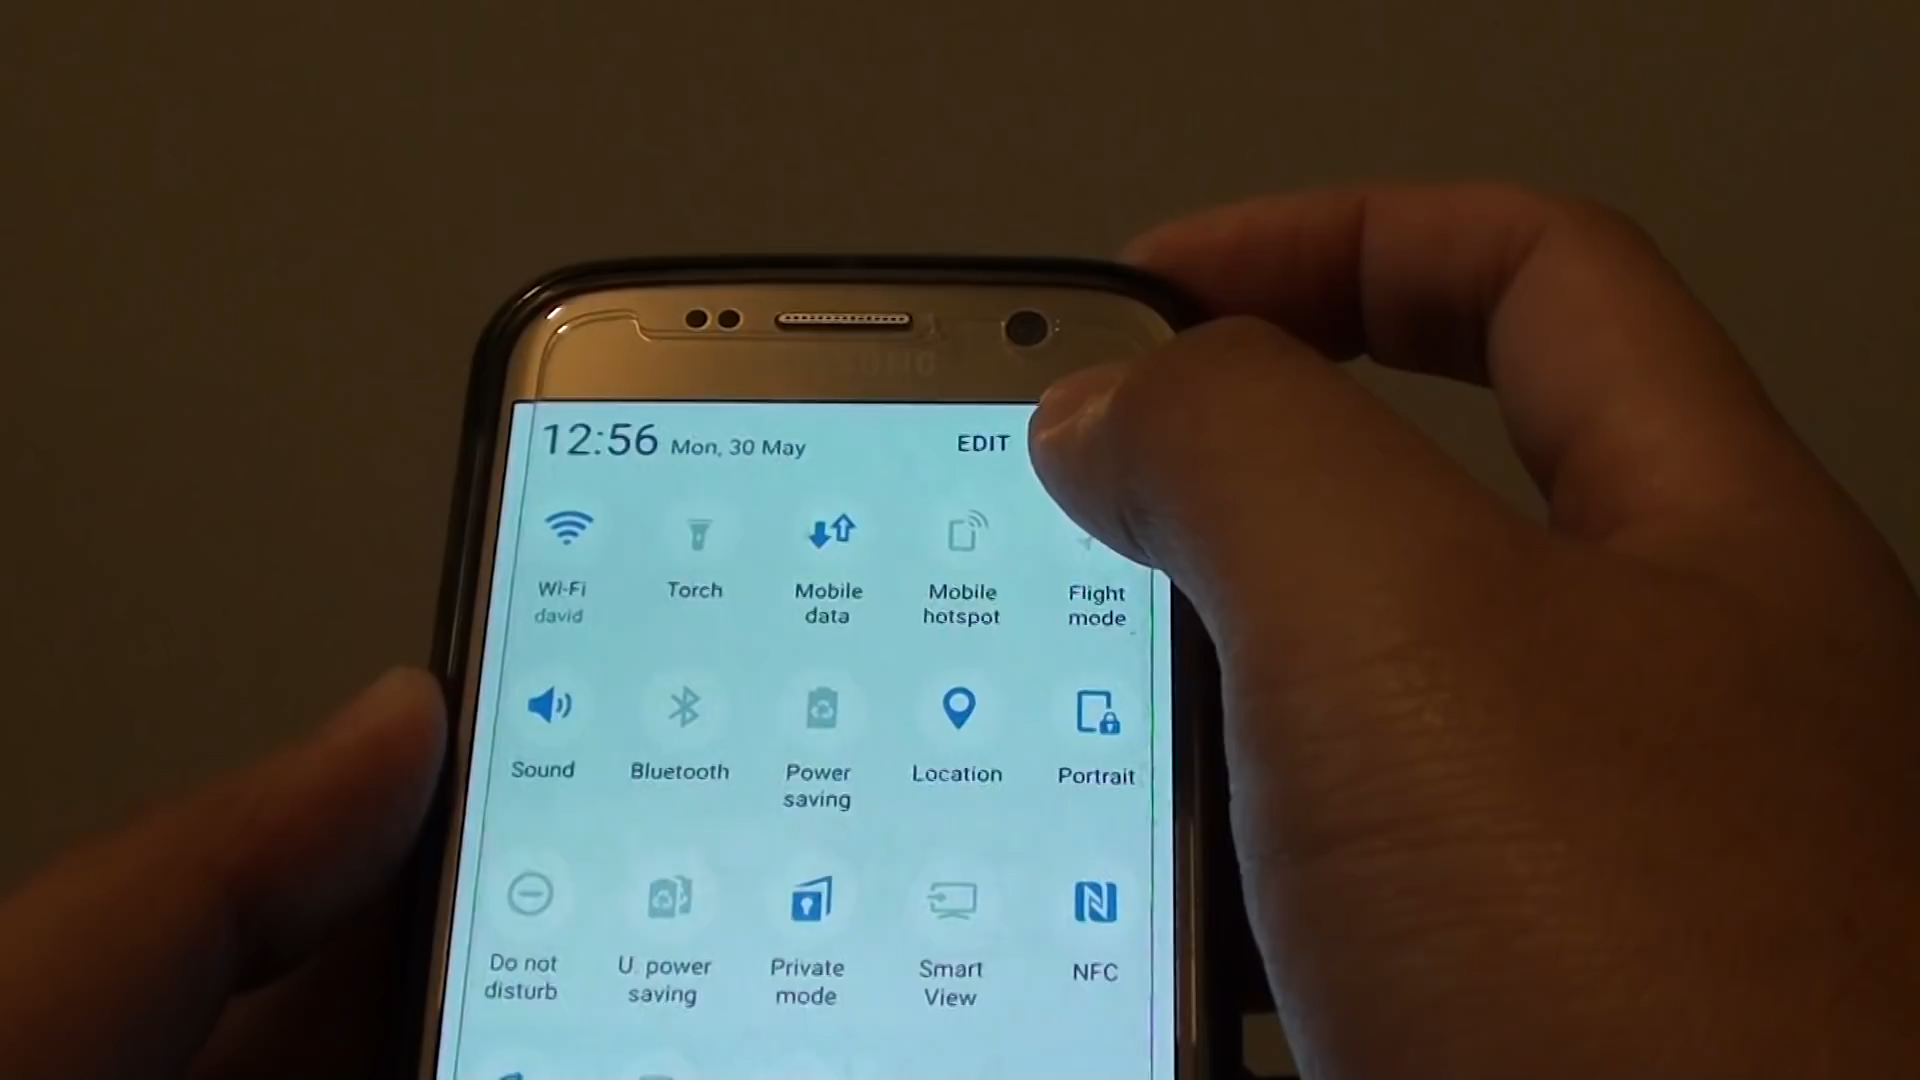 12:56 Mon, 30 May EDIT
Wi-Fi
david
Torch
Mobile
data
Mobile
hotspot
Flight
mode
Sound
Bluetooth
Power
saving
Location
Portrait
Do not
disturb
U. power
saving
Private
mode
Smart
View
NFC